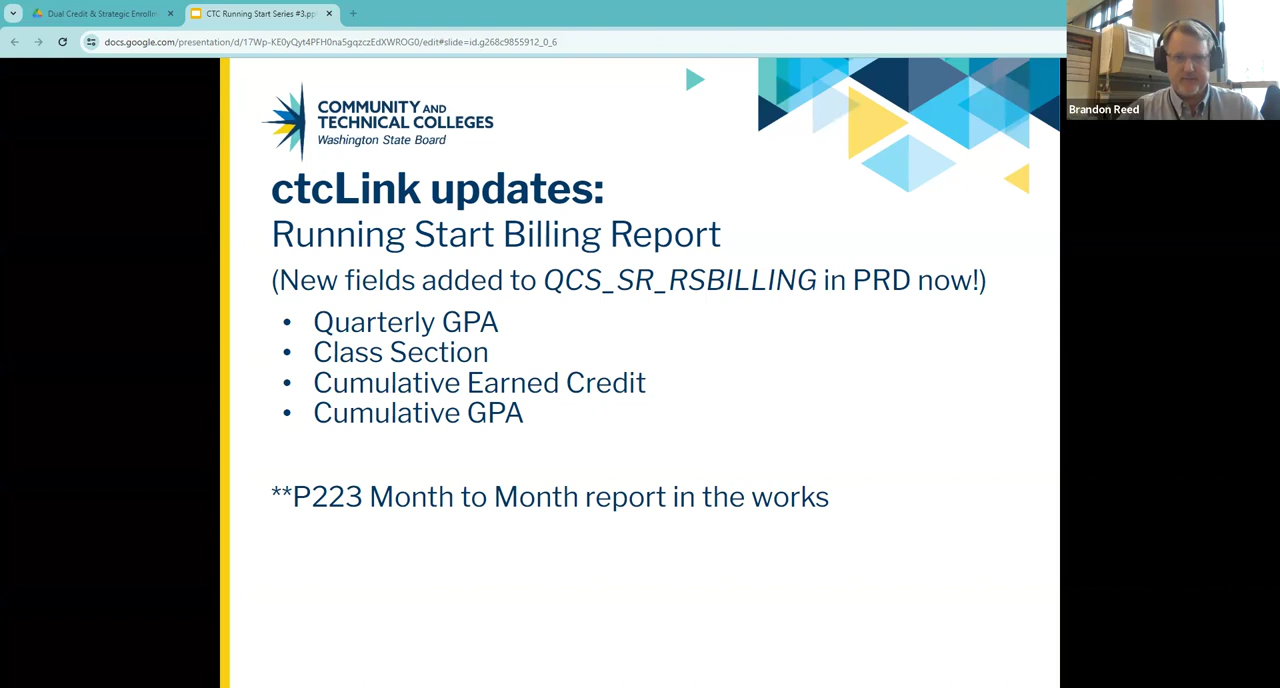 Dual Credit & Strategic Enrollm
CTC Running Start Series #3.pp
docs.google.com/presentation/d/17Wp-KE0yQyt4PFH0na5gqzczEdXWROG0/edit#slide=id.g268c9855912_0_6
Brandon Reed
COMMUNITY AND
TECHNICAL COLLEGES
Washington State Board
ctcLink updates:
Running Start Billing Report
(New fields added to QCS_SR_RSBILLING in PRD now!)
• Quarterly GPA
• Class Section
• Cumulative Earned Credit
• Cumulative GPA
**P223 Month to Month report in the works